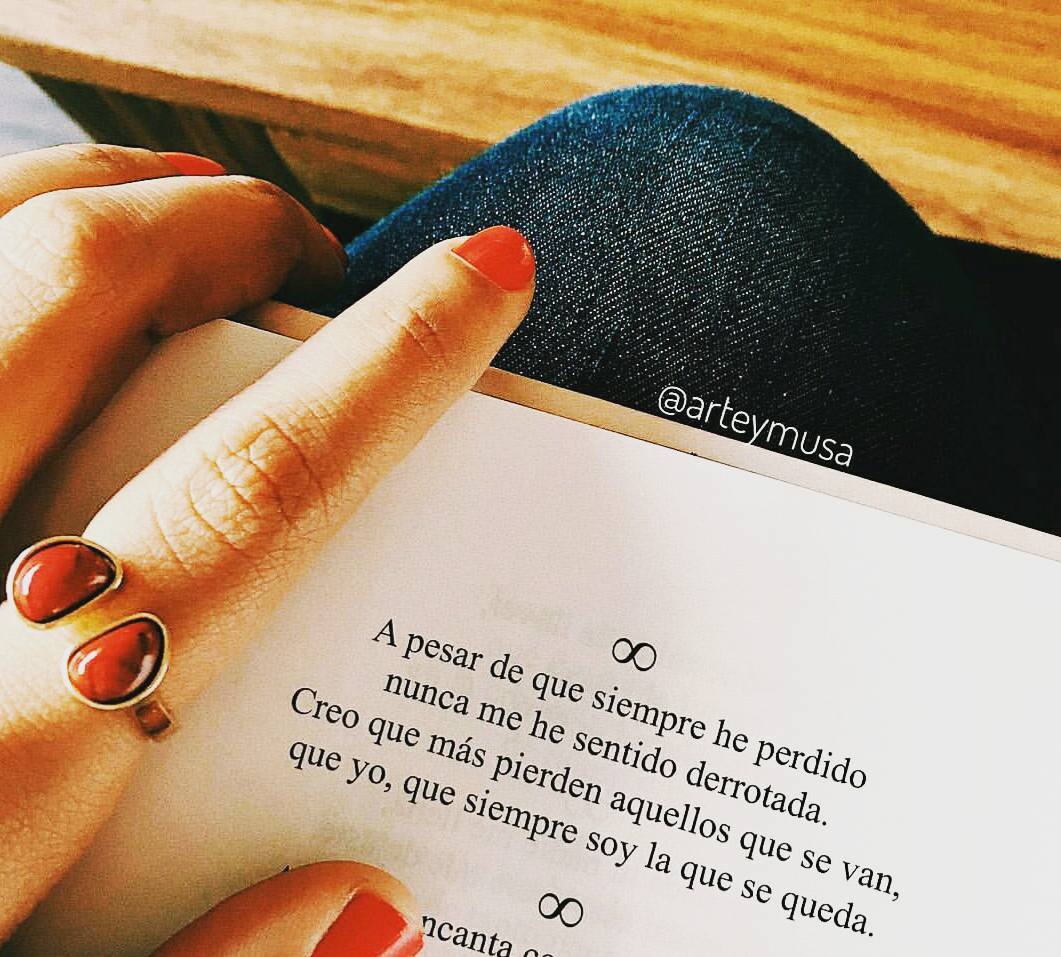 @arteymusa
∞
A pesar de que siempre he perdido
nunca me he sentido derrotada.
Creo que más pierden aquellos que se van,
que yo, que siempre soy la que se queda.
∞